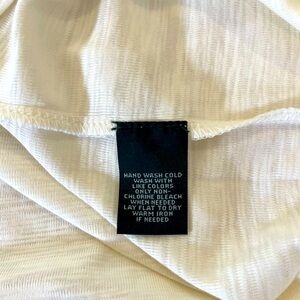 HAND WASH COLD
WASH WITH
LIKE COLORS
ONLY NON-
CHLORINE BLEACH
WHEN NEEDED
LAY FLAT TO DRY
WARM IRON
IF NEEDED